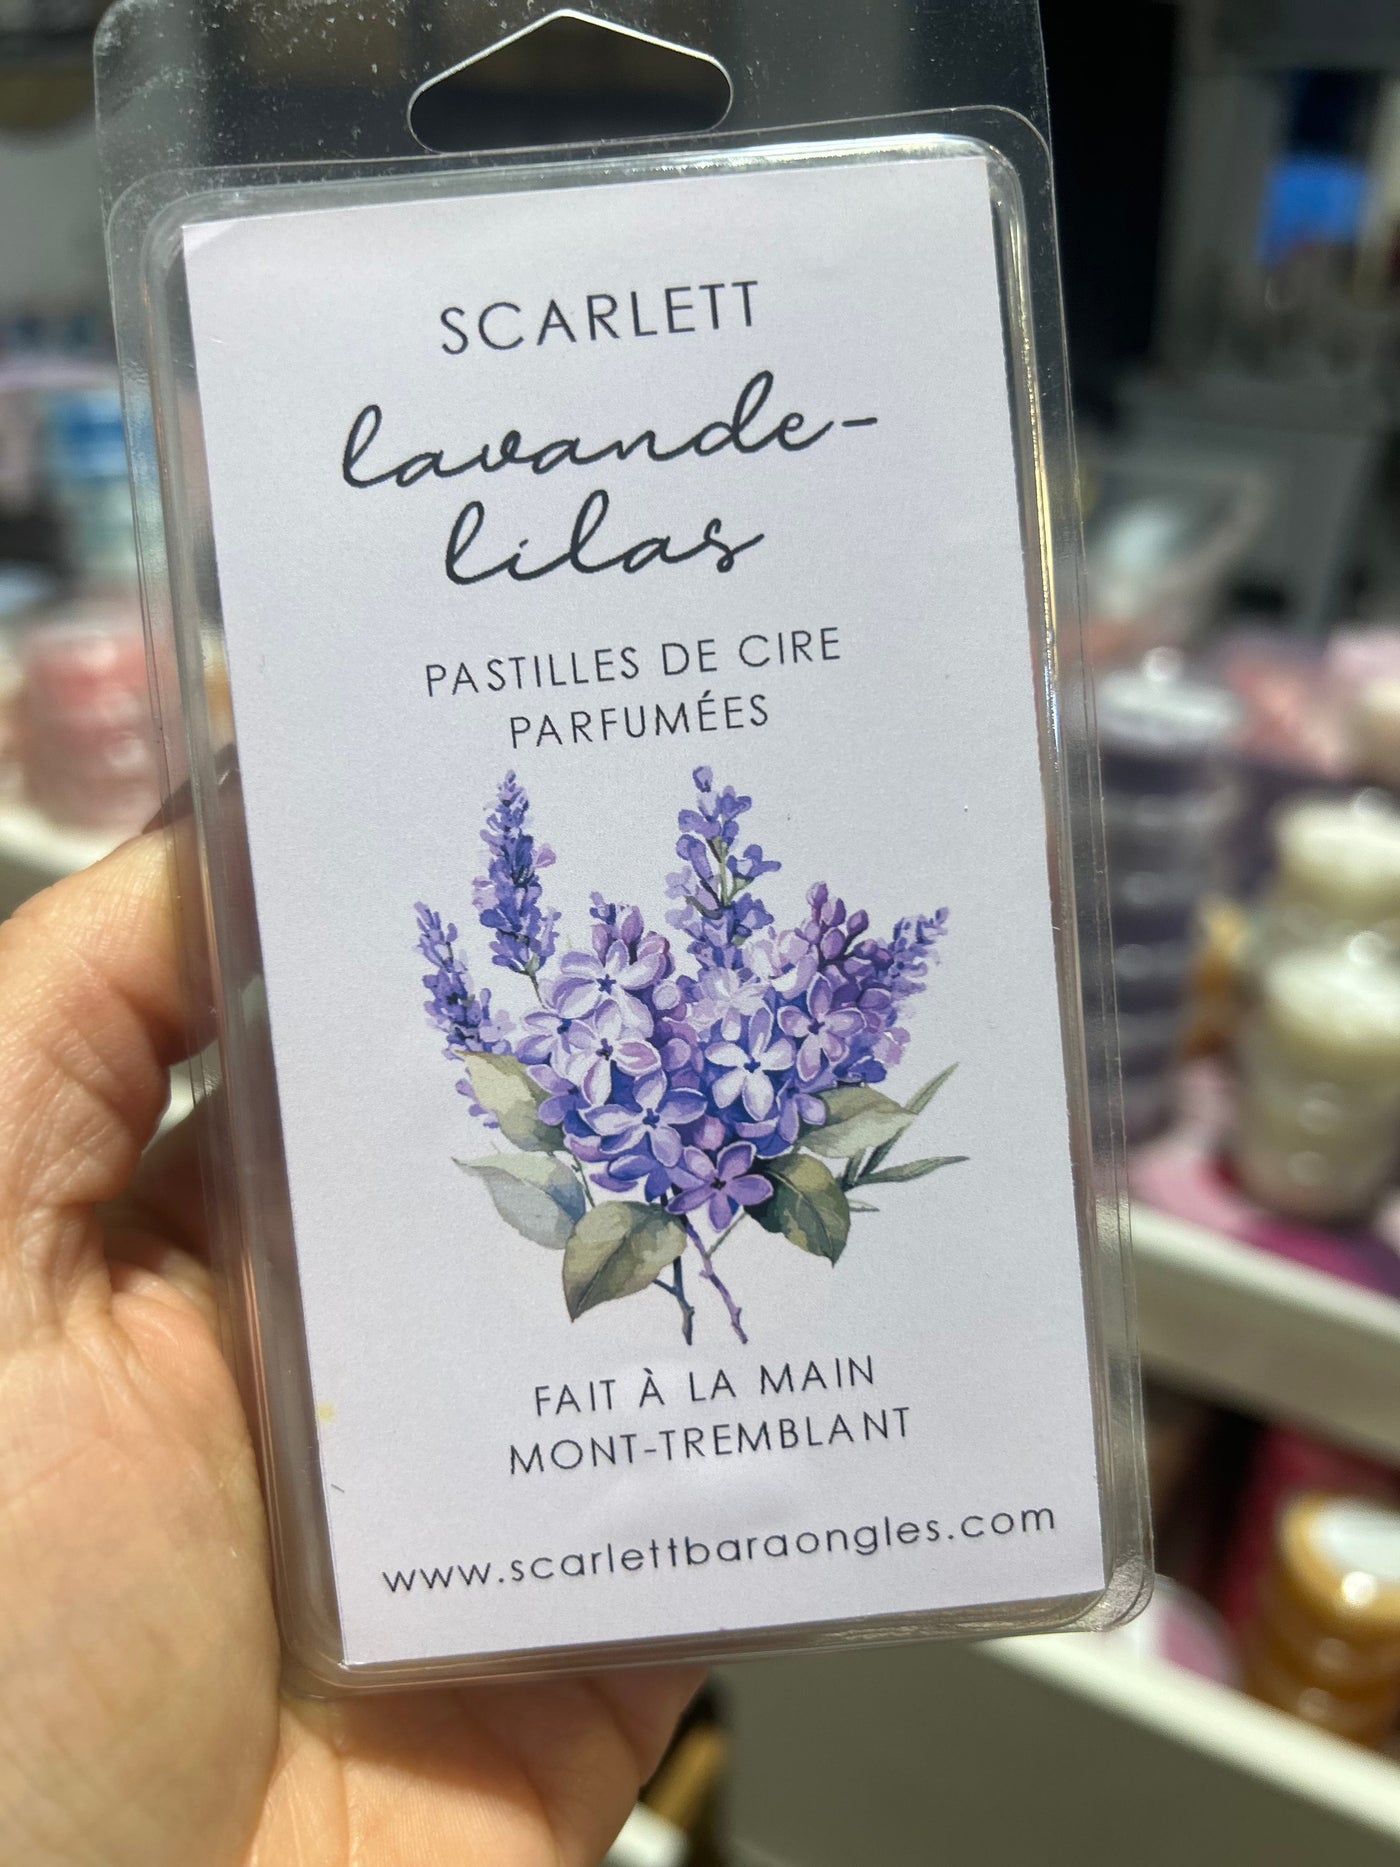 SCARLETT
lavande-
lilas
PASTILLES DE CIRE
PARFUMÉES
FAIT À LA MAIN
MONT-TREMBLANT
www.scarlettbaraongles.com